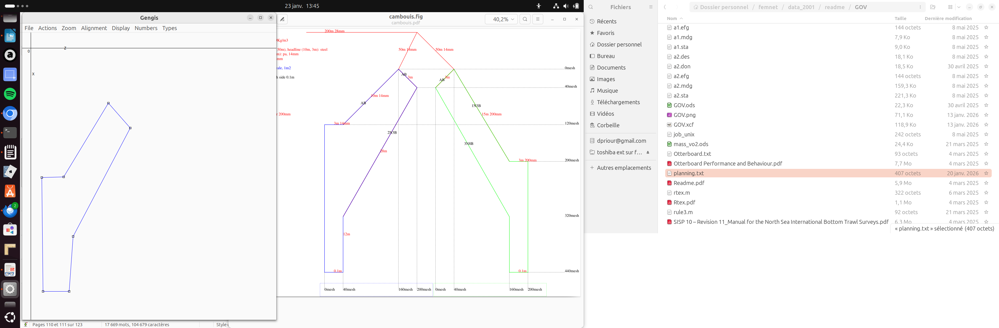 23 janv. 13:45
Gengis
File Actions Zoom Alignment Display Numbers Types
0
Z
X
2
Pages 110 et 111 sur 123
17 669 mots, 104 679 caractères
Style
cambouis.fig
cambouis.pdf
40,2%
200m 28mm
Kg/m3
50m), headline (10m, 3m): steel
m): pa, 14mm
mm
vale, 1m2
h side 0.1m
r 200mm
50m 14mm
50m 14mm
0mesh
AB
3m
AB
3m
40mesh
10m 14mm
AB
1N3B
15m 200mm
3m 14mm
120mesh
2N3B
3N8B
28m
3m 200mm
200mesh
320mesh
12m
0.1m
0.1m
440mesh
0mesh
40mesh
160mesh
200mesh
0mesh
40mesh
160mesh
200mesh
Fichiers
Récents
Favoris
Dossier personnel
Bureau
Documents
Images
Musique
Téléchargements
Vidéos
Corbeille
dpriour@gmail.com
toshiba ext sur f…
Autres emplacements
Dossier personnel / femnet / data_2001 / readme / GOV
Nom Taille Dernière modification
a1.efg 144 octets 8 mai 2025
a1.mdg 7,9 Ko 8 mai 2025
a1.sta 9,0 Ko 8 mai 2025
a2.des 18,1 Ko 8 mai 2025
a2.don 18,5 Ko 30 avril 2025
a2.efg 144 octets 8 mai 2025
a2.mdg 159,3 Ko 8 mai 2025
a2.sta 221,3 Ko 8 mai 2025
GOV.ods 22,3 Ko 30 avril 2025
GOV.png 71,1 Ko 13 janv. 2026
GOV.xcf 118,9 Ko 13 janv. 2026
job_unix 242 octets 8 mai 2025
mass_vo2.ods 24,4 Ko 21 mars 2025
Otterboard.txt 93 octets 4 mars 2025
Otterboard Performance and Behaviour.pdf 7,7 Mo 4 mars 2025
planning.txt 407 octets 20 janv. 2026
Readme.pdf 5,9 Mo 4 mars 2025
rtex.m 322 octets 6 mars 2025
Rtex.pdf 1,1 Mo 4 mars 2025
rule3.m 92 octets 21 mars 2025
SISP 10 – Revision 11_Manual for the North Sea International Bottom Trawl Surveys.pdf 6,3 Mo 4 mars 2025
« planning.txt » sélectionné (407 octets)